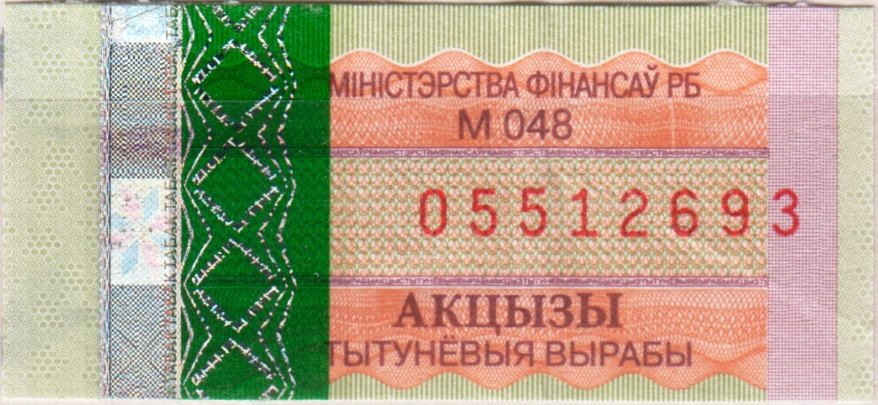 МІНІСТЭРСТВА ФІНАНСАЎ РБ
М 048
05512693
АКЦЫЗЫ
ТЫТУНЁВЫЯ ВЫРАБЫ